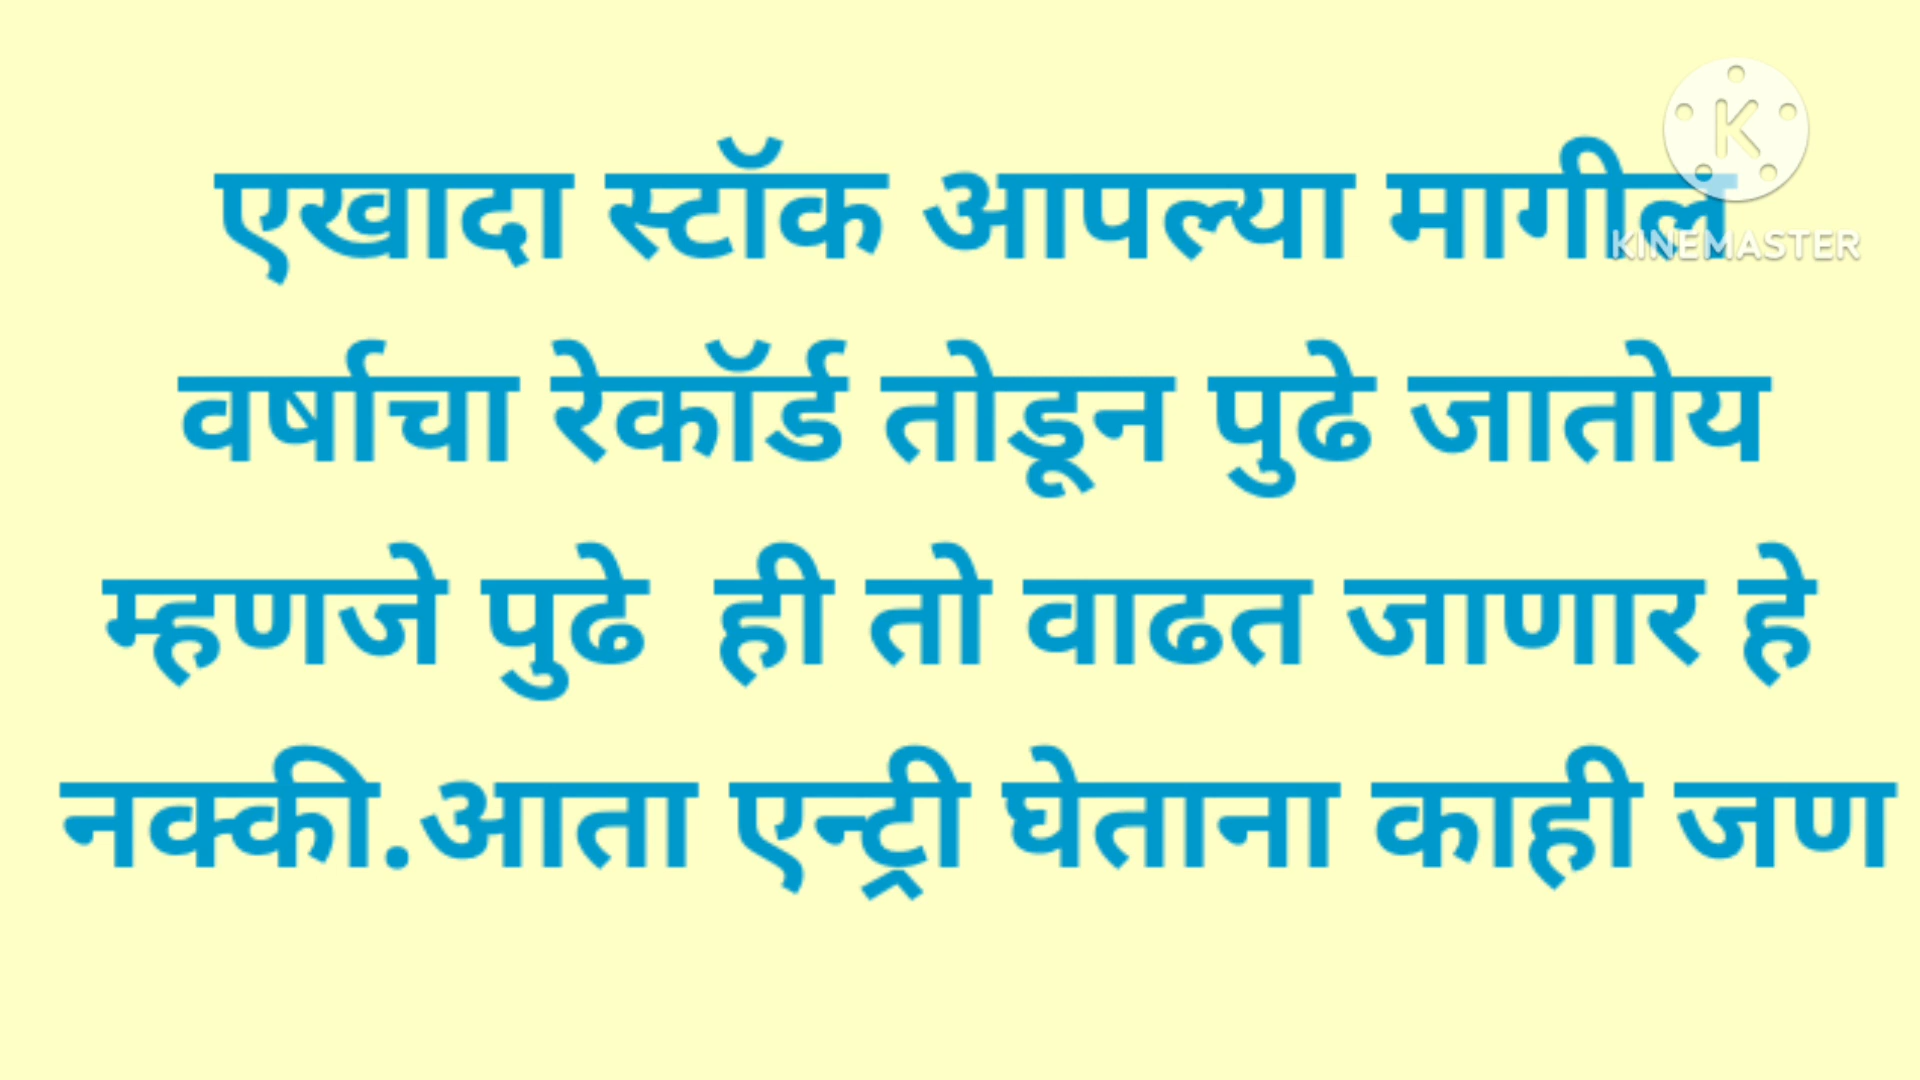 एखादा स्टॉक आपल्या मागील
KINEMASTER
वर्षाचा रेकॉर्ड तोडून पुढे जातोय
म्हणजे पुढे ही तो वाढत जाणार हे
नक्की.आता एन्ट्री घेताना काही जण